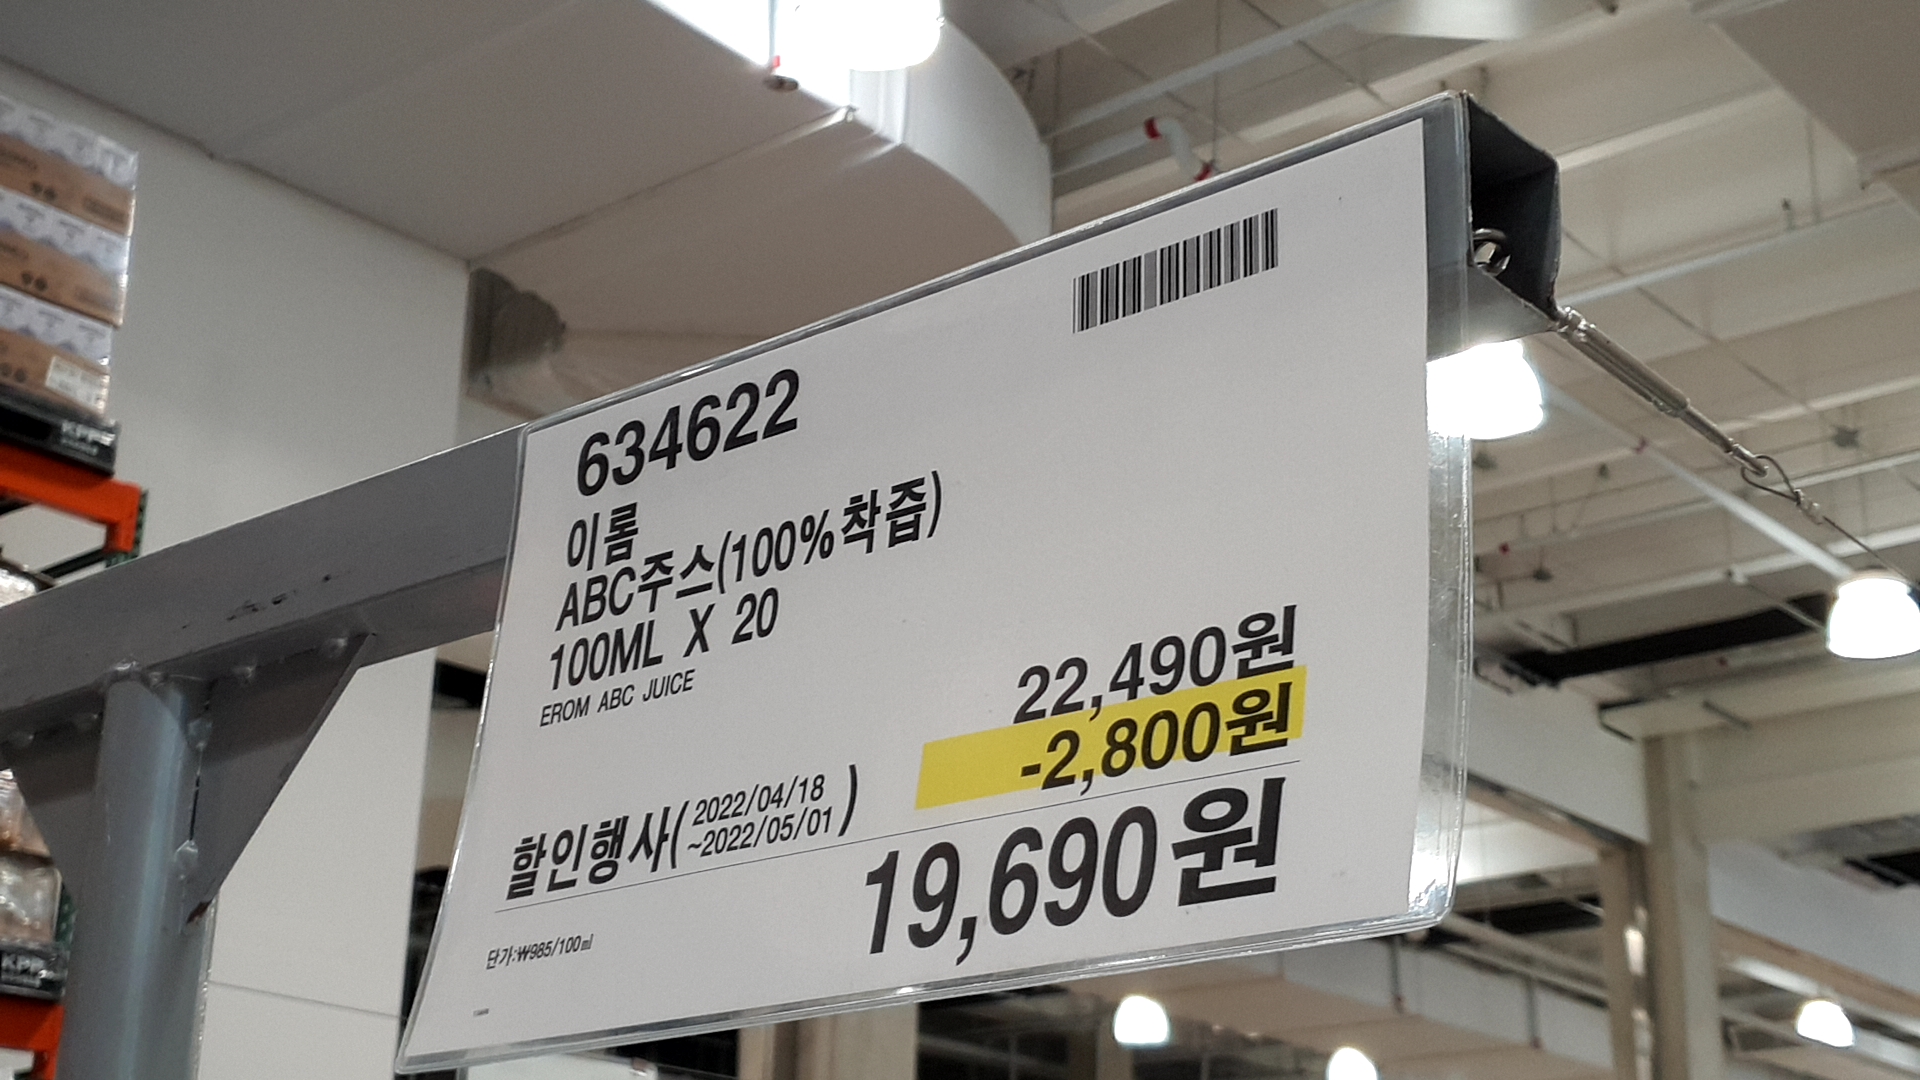 634622
이롬
ABC주스(100%착즙)
100ML X 20
EROM ABC JUICE
22,490원
-2,800원
할인행사(2022/04/18
~2022/05/01)
19,690원
단가:₩985/100㎖
KPP
KPP